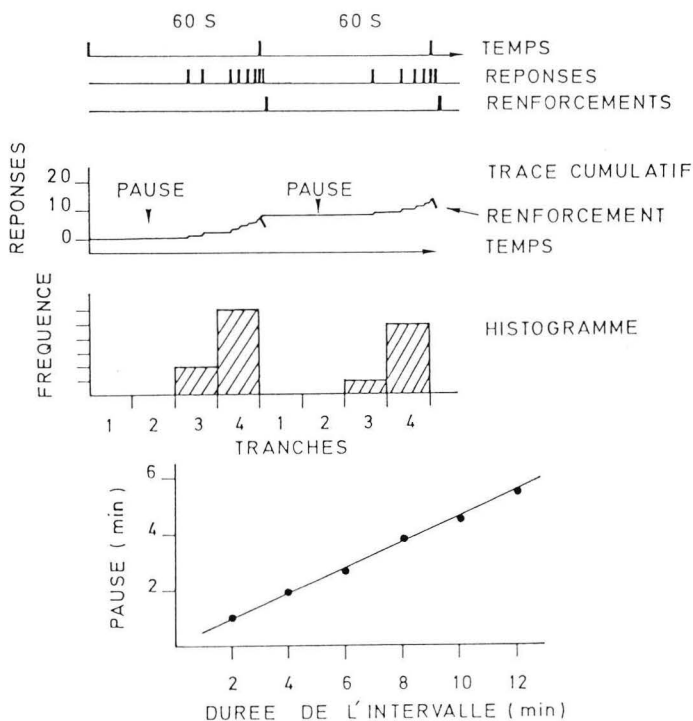 60 S 60 S
TEMPS
REPONSES
RENFORCEMENTS
REPONSES
20
10
0
PAUSE PAUSE
TRACE CUMULATIF
RENFORCEMENT
TEMPS
FREQUENCE
HISTOGRAMME
1 2 3 4 1 2 3 4
TRANCHES
PAUSE (min)
6
4
2
2 4 6 8 10 12
DUREE DE L'INTERVALLE (min)